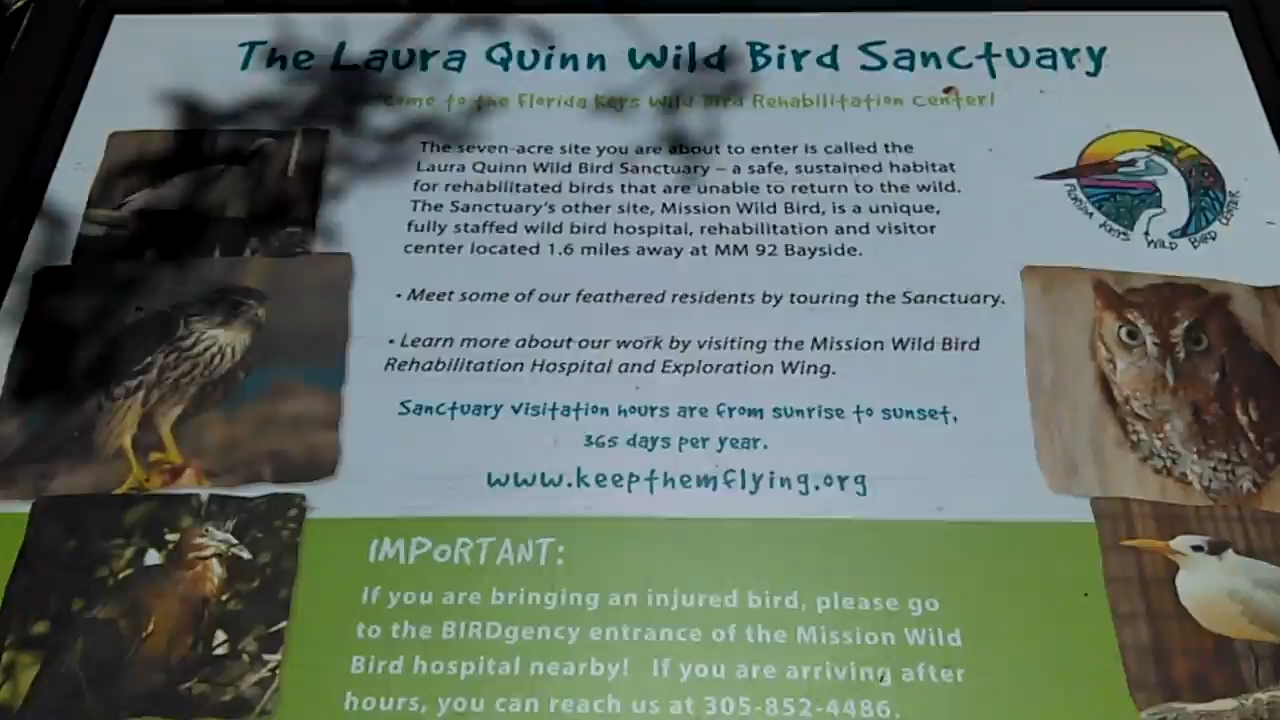 The Laura Quinn Wild Bird Sanctuary
to the Florida Keys Wild Bird Rehabilitation Center!
The seven-acre site you are about to enter is called the
Laura Quinn Wild Bird Sanctuary – a safe, sustained habitat
for rehabilitated birds that are unable to return to the wild.
The Sanctuary's other site, Mission Wild Bird, is a unique,
fully staffed wild bird hospital, rehabilitation and visitor
center located 1.6 miles away at MM 92 Bayside.
FLORIDA KEYS WILD BIRD CENTER
• Meet some of our feathered residents by touring the Sanctuary.
• Learn more about our work by visiting the Mission Wild Bird
Rehabilitation Hospital and Exploration Wing.
Sanctuary visitation hours are from sunrise to sunset,
365 days per year.
www.keepthemflying.org
IMPORTANT:
If you are bringing an injured bird, please go
to the BIRDgency entrance of the Mission Wild
Bird hospital nearby! If you are arriving after
hours, you can reach us at 305-852-4486.